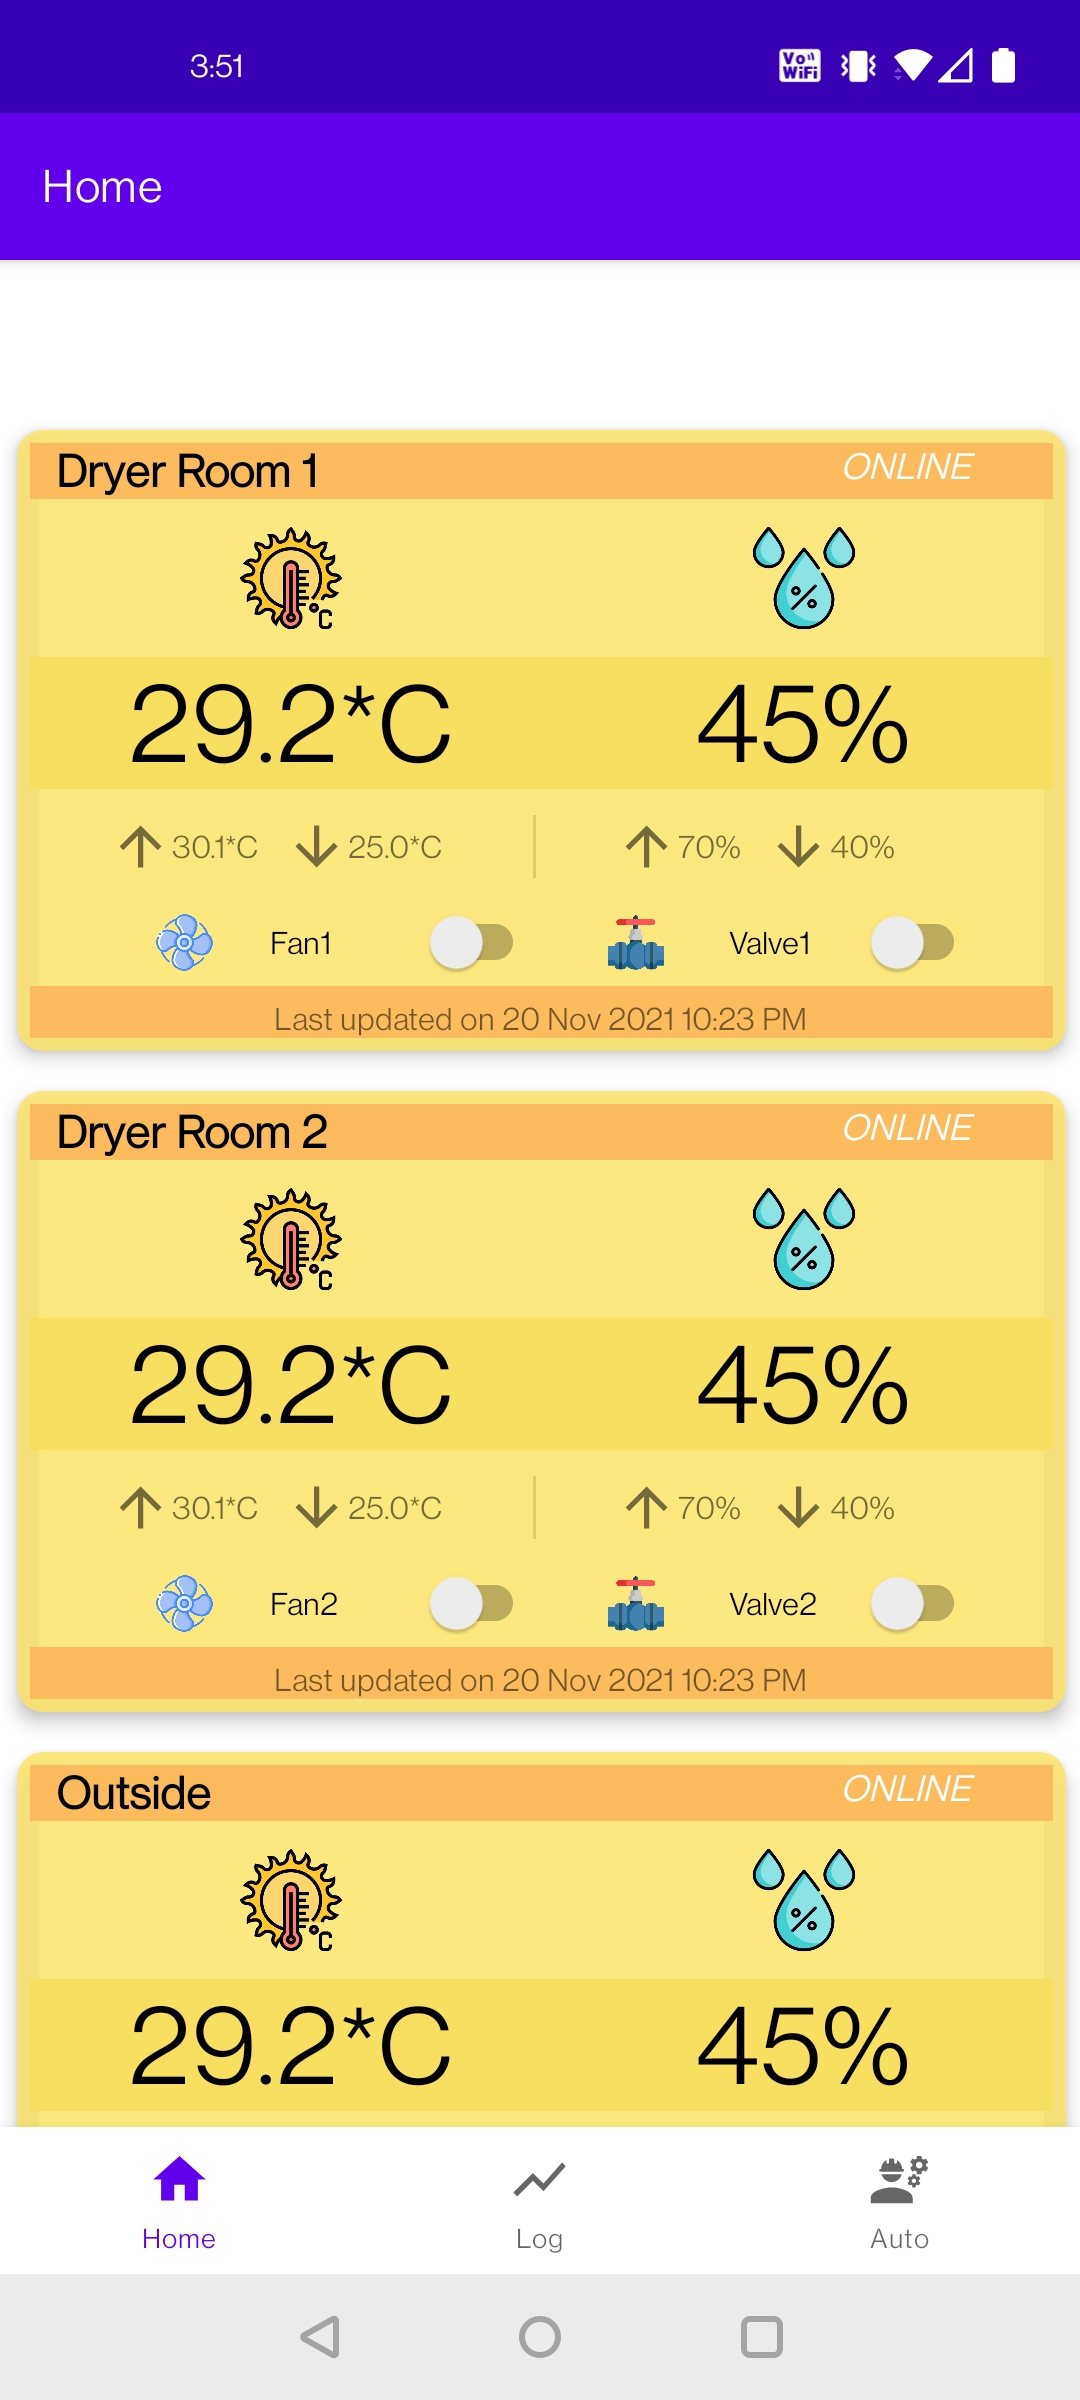 3:51
Vo WiFi
Home
Dryer Room 1 ONLINE
°C %
29.2*C 45%
30.1*C 25.0*C 70% 40%
Fan1 Valve1
Last updated on 20 Nov 2021 10:23 PM
Dryer Room 2 ONLINE
°C %
29.2*C 45%
30.1*C 25.0*C 70% 40%
Fan2 Valve2
Last updated on 20 Nov 2021 10:23 PM
Outside ONLINE
°C %
29.2*C 45%
Home Log Auto